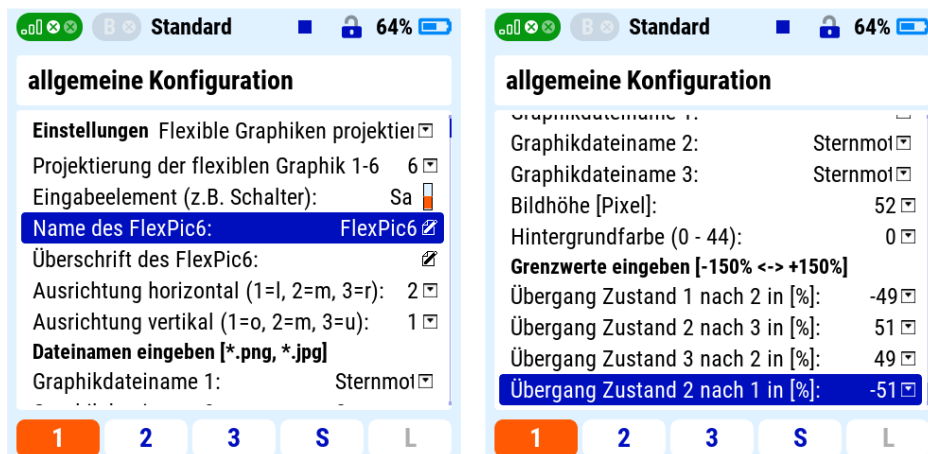 B Standard 64%
allgemeine Konfiguration
Einstellungen Flexible Graphiken projektier
Projektierung der flexiblen Graphik 1-6 6
Eingabeelement (z.B. Schalter): Sa
Name des FlexPic6: FlexPic6
Überschrift des FlexPic6:
Ausrichtung horizontal (1=l, 2=m, 3=r): 2
Ausrichtung vertikal (1=o, 2=m, 3=u): 1
Dateinamen eingeben [*.png, *.jpg]
Graphikdateiname 1: Sternmot
1 2 3 S L
B Standard 64%
allgemeine Konfiguration
Graphikdateiname 1:
Graphikdateiname 2: Sternmot
Graphikdateiname 3: Sternmot
Bildhöhe [Pixel]: 52
Hintergrundfarbe (0 - 44): 0
Grenzwerte eingeben [-150% <-> +150%]
Übergang Zustand 1 nach 2 in [%]: -49
Übergang Zustand 2 nach 3 in [%]: 51
Übergang Zustand 3 nach 2 in [%]: 49
Übergang Zustand 2 nach 1 in [%]: -51
1 2 3 S L